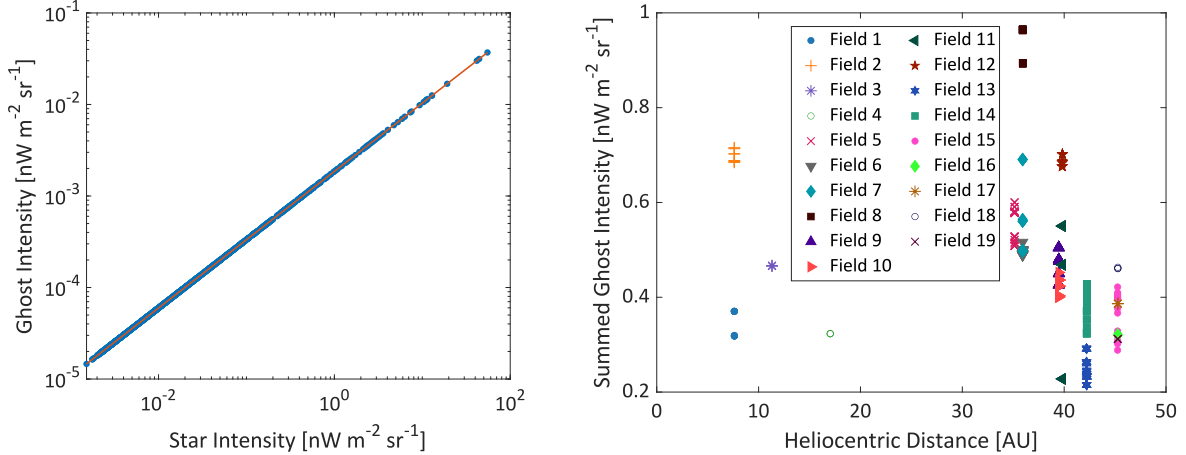 Ghost Intensity [nW m⁻² sr⁻¹]
10⁻¹
10⁻²
10⁻³
10⁻⁴
10⁻⁵
10⁻² 10⁰ 10²
Star Intensity [nW m⁻² sr⁻¹]
Summed Ghost Intensity [nW m⁻² sr⁻¹]
1
0.8
0.6
0.4
0.2
0 10 20 30 40 50
Heliocentric Distance [AU]
Field 1
Field 2
Field 3
Field 4
Field 5
Field 6
Field 7
Field 8
Field 9
Field 10
Field 11
Field 12
Field 13
Field 14
Field 15
Field 16
Field 17
Field 18
Field 19